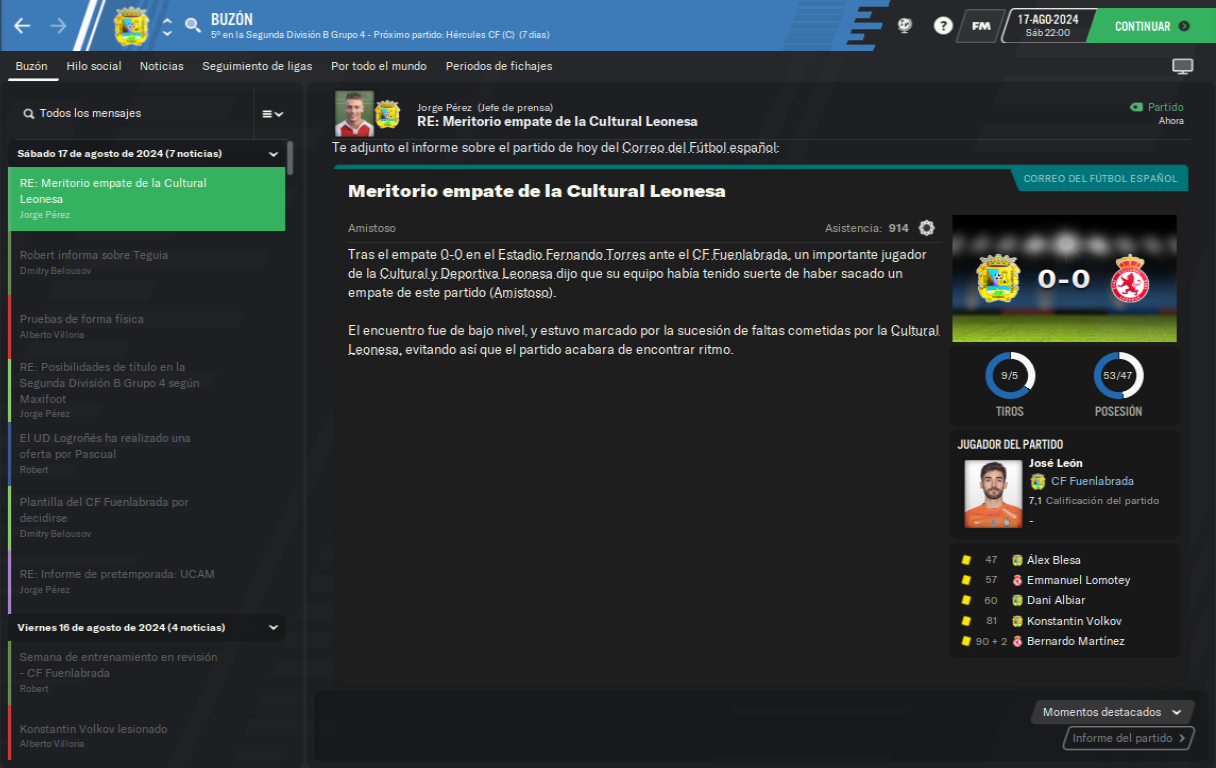 BUZÓN
5º en la Segunda División B Grupo 4 - Próximo partido: Hércules CF (C) (7 días)
?
FM
17-AGO-2024
Sáb 22:00
CONTINUAR
Buzón
Hilo social
Noticias
Seguimiento de ligas
Por todo el mundo
Periodos de fichajes
Todos los mensajes
Sábado 17 de agosto de 2024 (7 noticias)
RE: Meritorio empate de la Cultural
Leonesa
Jorge Pérez
Robert informa sobre Teguia
Dmitry Belousov
Pruebas de forma física
Alberto Villoria
RE: Posibilidades de título en la
Segunda División B Grupo 4 según
Maxifoot
Jorge Pérez
El UD Logroñés ha realizado una
oferta por Pascual
Robert
Plantilla del CF Fuenlabrada por
decidirse
Dmitry Belousov
RE: Informe de pretemporada: UCAM
Jorge Pérez
Viernes 16 de agosto de 2024 (4 noticias)
Semana de entrenamiento en revisión
- CF Fuenlabrada
Robert
Konstantin Volkov lesionado
Alberto Villoria
Jorge Pérez (Jefe de prensa)
RE: Meritorio empate de la Cultural Leonesa
Partido
Ahora
Te adjunto el informe sobre el partido de hoy del Correo del Fútbol español:
CORREO DEL FÚTBOL ESPAÑOL
Meritorio empate de la Cultural Leonesa
Amistoso
Asistencia: 914
Tras el empate 0-0 en el Estadio Fernando Torres ante el CF Fuenlabrada, un importante jugador
de la Cultural y Deportiva Leonesa dijo que su equipo había tenido suerte de haber sacado un
empate de este partido (Amistoso).
El encuentro fue de bajo nivel, y estuvo marcado por la sucesión de faltas cometidas por la Cultural
Leonesa, evitando así que el partido acabara de encontrar ritmo.
0-0
9/5
53/47
TIROS
POSESIÓN
JUGADOR DEL PARTIDO
José León
CF Fuenlabrada
7,1 Calificación del partido
-
47 Álex Blesa
57 Emmanuel Lomotey
60 Dani Albiar
81 Konstantin Volkov
90 + 2 Bernardo Martínez
Momentos destacados
Informe del partido